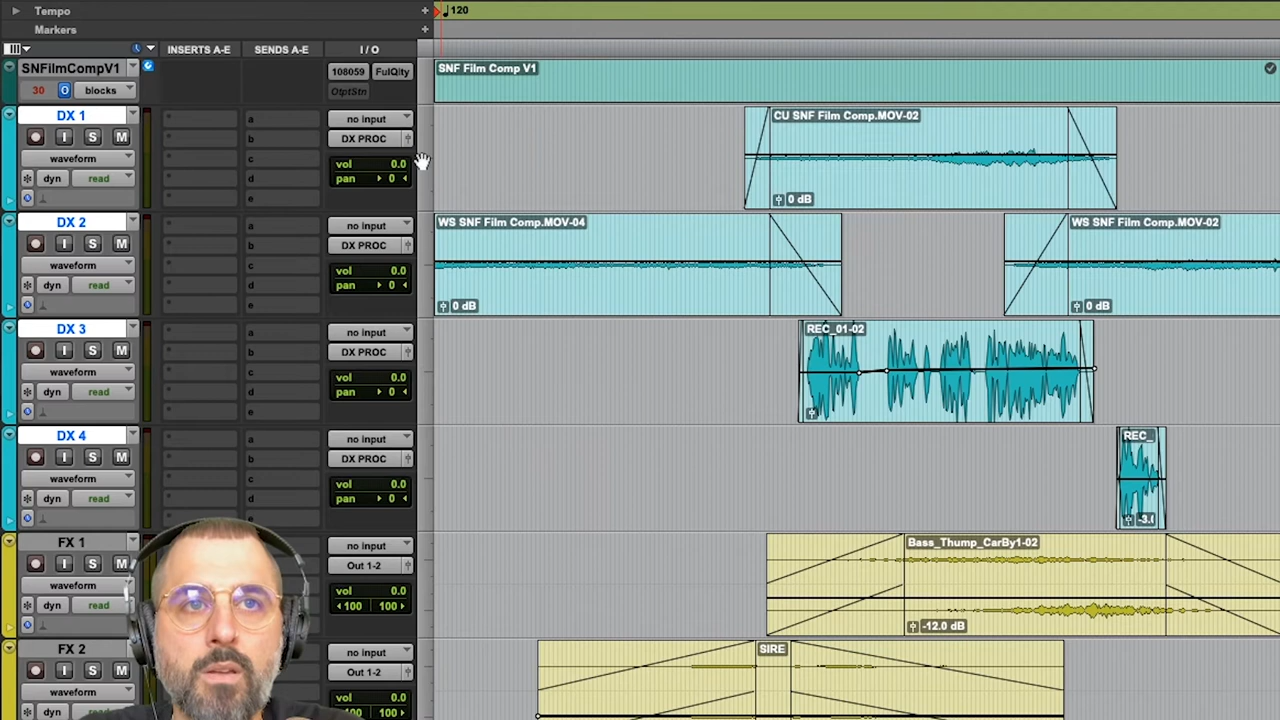 Tempo
120
Markers
INSERTS A-E
SENDS A-E
I / O
SNFilmCompV1
108059
FulQlty
SNF Film Comp V1
30
O
blocks
OtptStn
DX 1
a
no input
CU SNF Film Comp.MOV-02
I
S
M
b
DX PROC
waveform
c
vol
0.0
dyn
read
d
pan
0
e
0 dB
DX 2
a
no input
WS SNF Film Comp.MOV-04
WS SNF Film Comp.MOV-02
I
S
M
b
DX PROC
waveform
c
vol
0.0
dyn
read
d
pan
0
e
0 dB
0 dB
DX 3
a
no input
REC_01-02
I
S
M
b
DX PROC
waveform
c
vol
0.0
dyn
read
d
pan
0
e
DX 4
a
no input
REC_
I
S
M
b
DX PROC
waveform
c
vol
0.0
dyn
read
d
pan
0
e
-3.(
FX 1
no input
Bass_Thump_CarBy1-02
I
S
M
Out 1-2
waveform
vol
0.0
dyn
read
100
100
-12.0 dB
FX 2
no input
SIRE
I
S
M
Out 1-2
waveform
vol
0.0
dyn
read
100
100